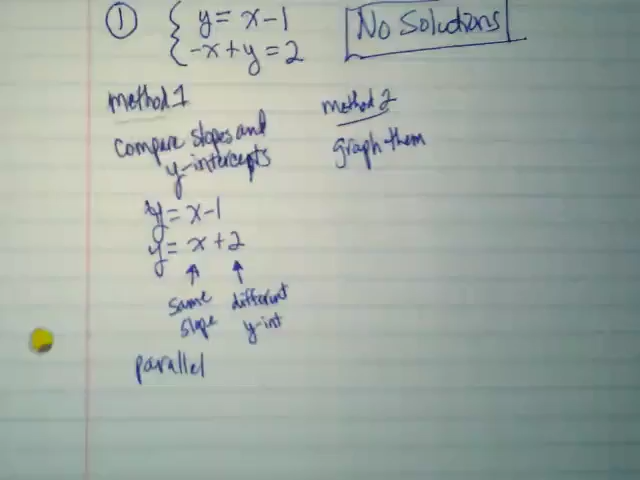 ① { y = x - 1
-x + y = 2
No Solutions
method 1
compare slopes and
y-intercepts
y = x - 1
y = x + 2
same
slope
different
y-int
parallel
method 2
graph them